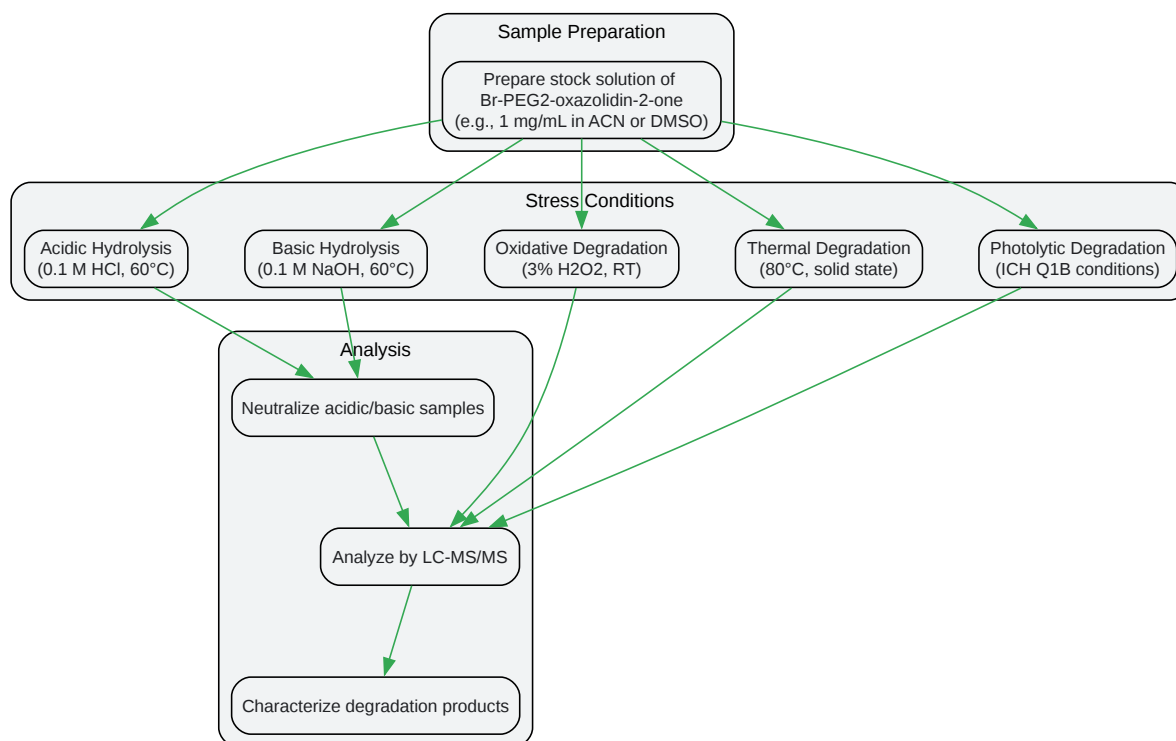 Sample Preparation
Prepare stock solution of
Br-PEG2-oxazolidin-2-one
(e.g., 1 mg/mL in ACN or DMSO)
Stress Conditions
Acidic Hydrolysis
(0.1 M HCl, 60°C)
Basic Hydrolysis
(0.1 M NaOH, 60°C)
Oxidative Degradation
(3% H2O2, RT)
Thermal Degradation
(80°C, solid state)
Photolytic Degradation
(ICH Q1B conditions)
Analysis
Neutralize acidic/basic samples
Analyze by LC-MS/MS
Characterize degradation products